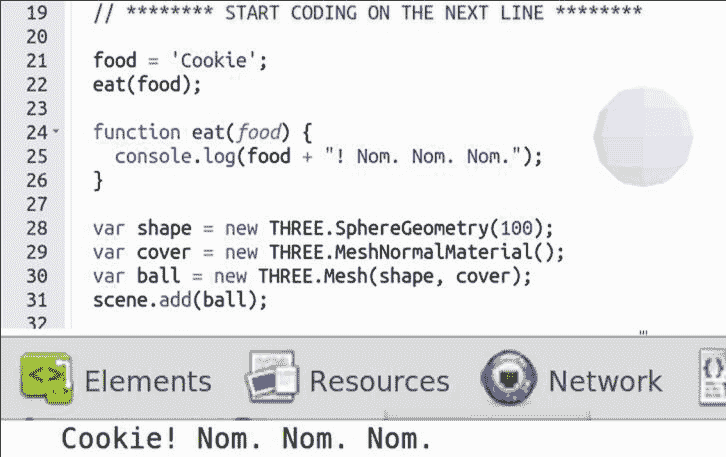 19 // ******** START CODING ON THE NEXT LINE ********
20
21 food = 'Cookie';
22 eat(food);
23
24 function eat(food) {
25 console.log(food + "! Nom. Nom. Nom.");
26 }
27
28 var shape = new THREE.SphereGeometry(100);
29 var cover = new THREE.MeshNormalMaterial();
30 var ball = new THREE.Mesh(shape, cover);
31 scene.add(ball);
32
Elements Resources Network
Cookie! Nom. Nom. Nom.